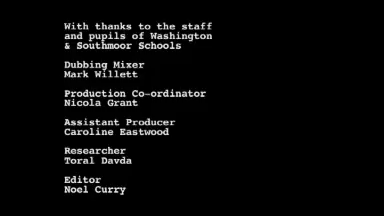 With thanks to the staff
and pupils of Washington
& Southmoor Schools
Dubbing Mixer
Mark Willett
Production Co-ordinator
Nicola Grant
Assistant Producer
Caroline Eastwood
Researcher
Toral Davda
Editor
Noel Curry